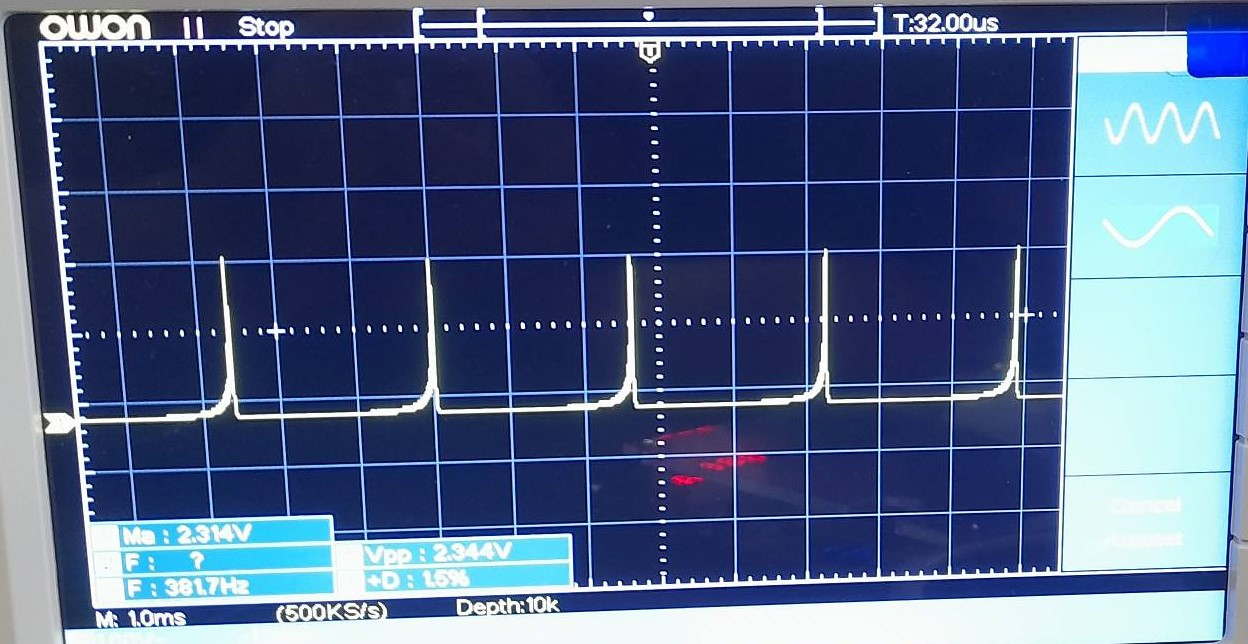 owon Stop T:32.00us
T
Ma : 2.314V
F : ?
F : 381.7Hz
Vpp : 2.344V
+D : 1.5%
M: 1.0ms (500KS/s) Depth:10k